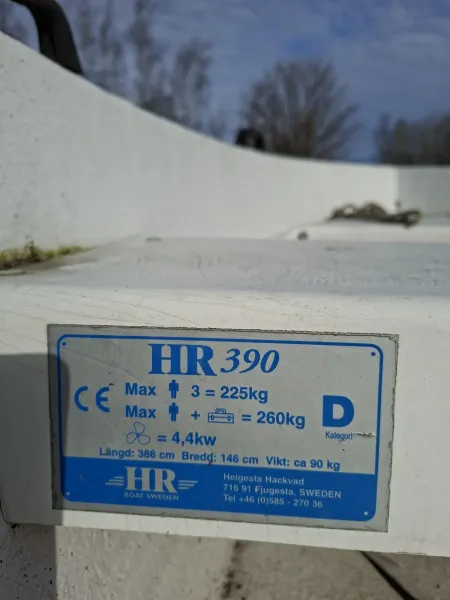 HR 390
CE Max 3 = 225kg
Max + = 260kg
D
Kategori
= 4,4kw
Längd: 388 cm Bredd: 146 cm Vikt: ca 90 kg
HR
BOAT SWEDEN
Helgesta Hackvad
716 91 Fjugesta, SWEDEN
Tel +46 (0)585 - 270 36